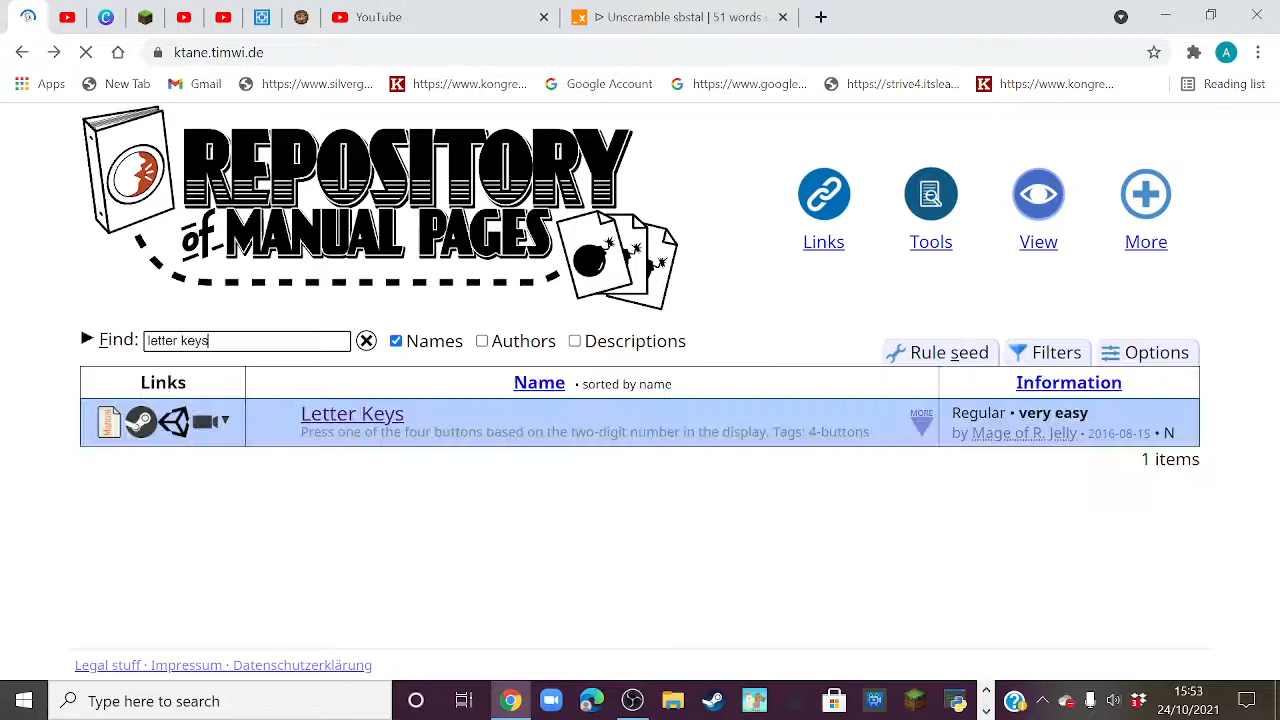 YouTube
Unscramble sbstal | 51 words
ktane.timwi.de
A
Apps
New Tab
Gmail
https://www.silverg...
https://www.kongre...
Google Account
https://www.google...
https://strive4.itslea...
https://www.kongre...
Reading list
REPOSITORY
of MANUAL PAGES
Links
Tools
View
More
Find: letter keys
Names
Authors
Descriptions
Rule seed
Filters
Options
Links
Name • sorted by name
Information
Letter Keys
Press one of the four buttons based on the two-digit number in the display. Tags: 4-buttons
MORE
Regular • very easy
by Mage of R. Jelly • 2016-08-15 • N
1 items
Legal stuff · Impressum · Datenschutzerklärung
Type here to search
15:53
24/10/2021